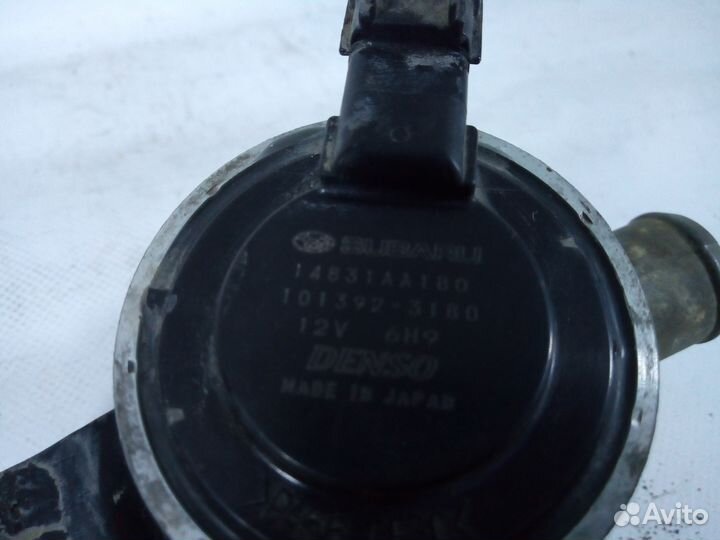 SUBARU
14831AA180
101392-3180
12V 6H9
DENSO
MADE IN JAPAN
Avito